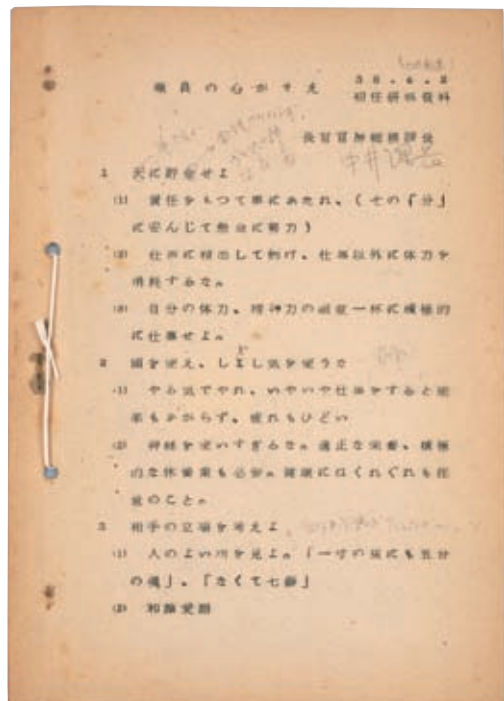 職員の心がまえ
38.4.2
初任研修資料
長官官房総務課長
1 天に貯金せよ
(1) 責任をもつて事にあたれ。(その「分」
に安んじて勤勉に努力)
(2) 仕事に精出して働け、仕事以外に体力を
消耗するな。
(3) 自分の体力、精神力の限度一杯に積極的
に仕事せよ。
2 頭を使え、しかし気を使うな
(1) やる気でやれ、いやいや仕事をすると能
率もあがらず、疲れもひどい
(2) 神経を使いすぎるな。適正な栄養、積極
的な休養も必要。健康にはくれぐれも留
意のこと。
3 相手の立場を考えよ
(1) 人のよい所を見よ。「一寸の虫にも五分
の魂」、「なくて七癖」
(2) 和顔愛語